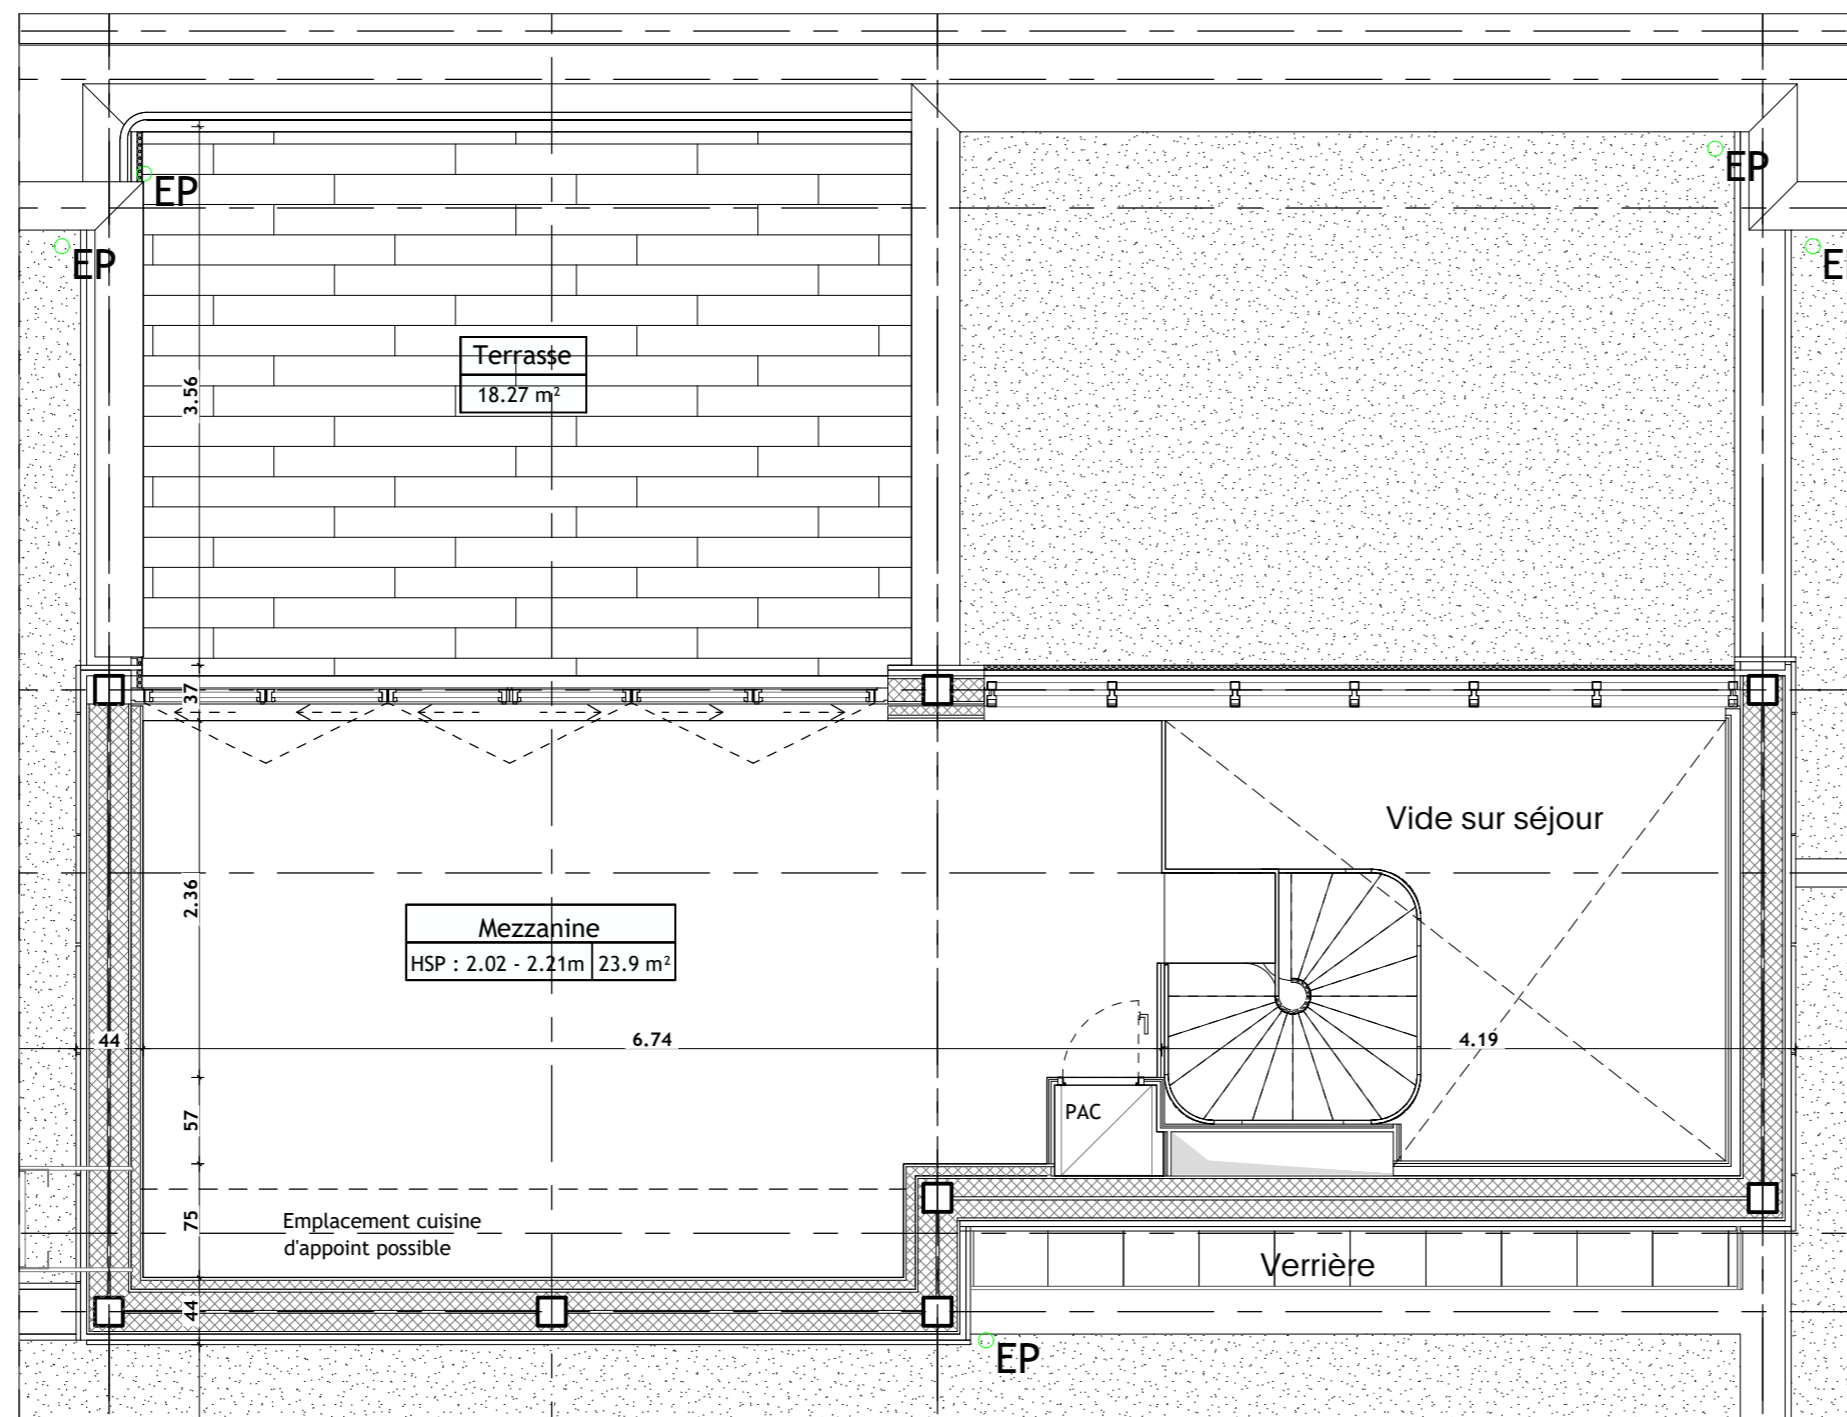 EP
EP
EP
E
Terrasse
18.27 m²
3.56
37
Vide sur séjour
2.36
Mezzanine
HSP : 2.02 - 2.21m 23.9 m²
44
6.74
4.19
57
PAC
75
Emplacement cuisine
d'appoint possible
Verrière
44
EP